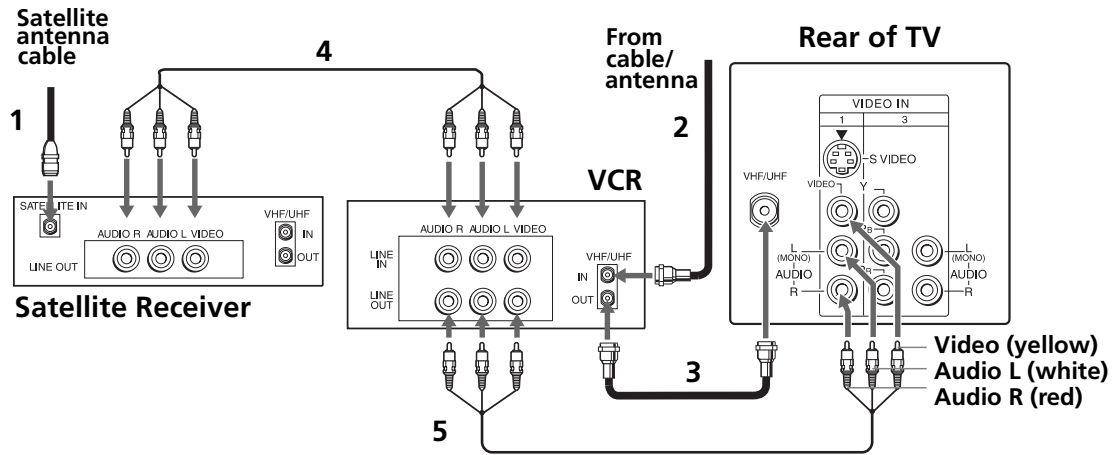 Satellite
antenna
cable
1
4
From
cable/
antenna
2
Rear of TV
VIDEO IN
1
3
S VIDEO
VHF/UHF
VIDEO
Y
PB
L
(MONO)
AUDIO
R
PR
L
(MONO)
AUDIO
R
SATELLITE IN
AUDIO R AUDIO L VIDEO
LINE OUT
VHF/UHF
IN
OUT
Satellite Receiver
VCR
AUDIO R AUDIO L VIDEO
LINE
IN
LINE
OUT
VHF/UHF
IN
OUT
3
5
Video (yellow)
Audio L (white)
Audio R (red)